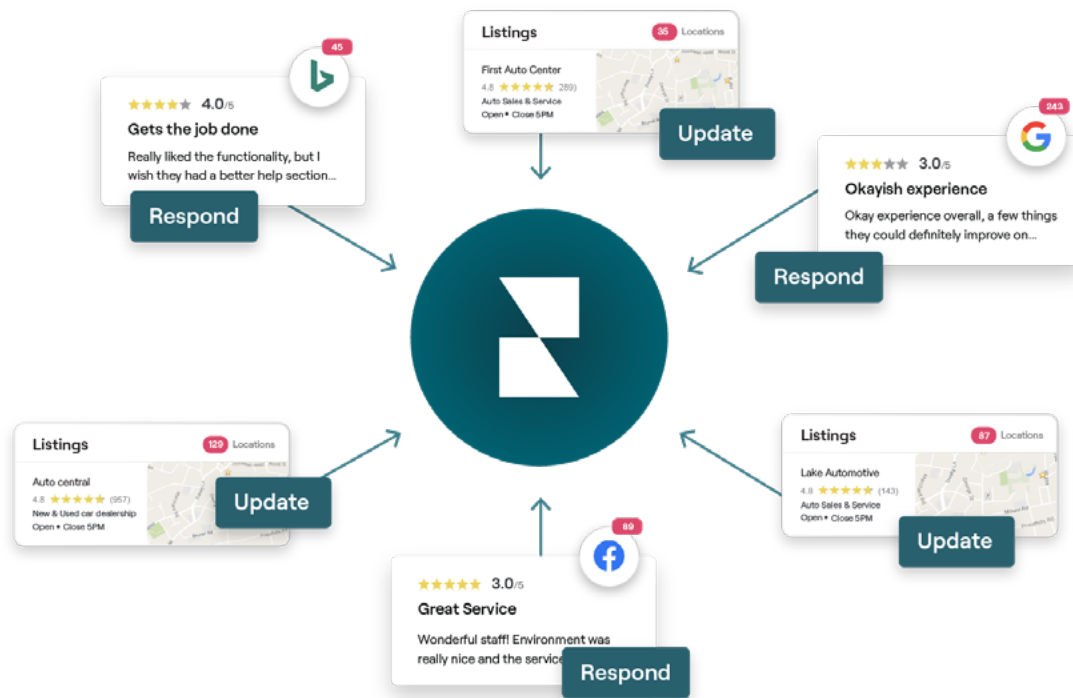 45
4.0/5
Gets the job done
Really liked the functionality, but I
wish they had a better help section...
Respond
Listings
35 Locations
First Auto Center
4.8 289)
Auto Sales & Service
Open • Close 5PM
Update
243
3.0/5
Okayish experience
Okay experience overall, a few things
they could definitely improve on...
Respond
Listings
129 Locations
Auto central
4.8 (957)
New & Used car dealership
Open • Close 5PM
Update
Listings
87 Locations
Lake Automotive
4.8 (143)
Auto Sales & Service
Open • Close 5PM
Update
89
3.0/5
Great Service
Wonderful staff! Environment was
really nice and the service
Respond